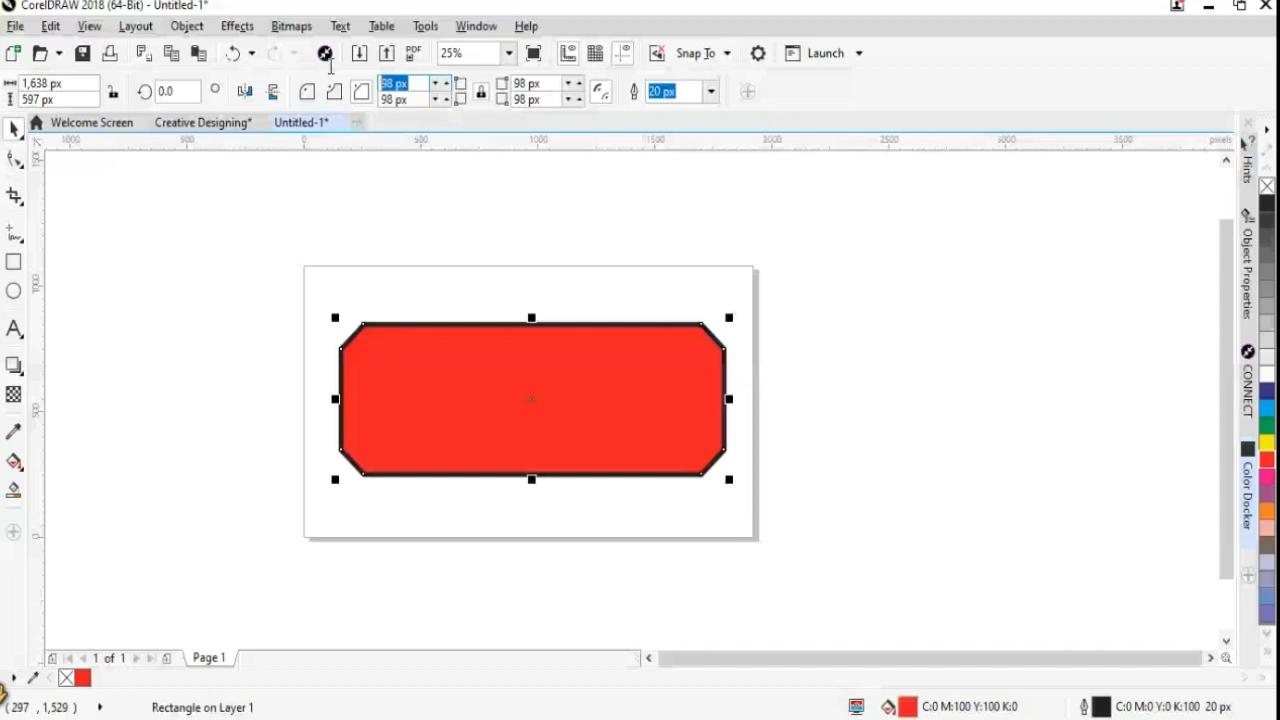 CorelDRAW 2018 (64-Bit) - Untitled-1*
File Edit View Layout Object Effects Bitmaps Text Table Tools Window Help
PDF 25% Snap To Launch
1,638 px 0.0 98 px 98 px 20 px
597 px 98 px 98 px
Welcome Screen Creative Designing* Untitled-1*
1000 500 0 500 1000 1500 2000 2500 3000 3500 pixels
Hints
Object Properties
CONNECT
Color Docker
1000
500
0
1 of 1 Page 1
( 297 , 1,529 ) Rectangle on Layer 1 C:0 M:100 Y:100 K:0 C:0 M:0 Y:0 K:100 20 px